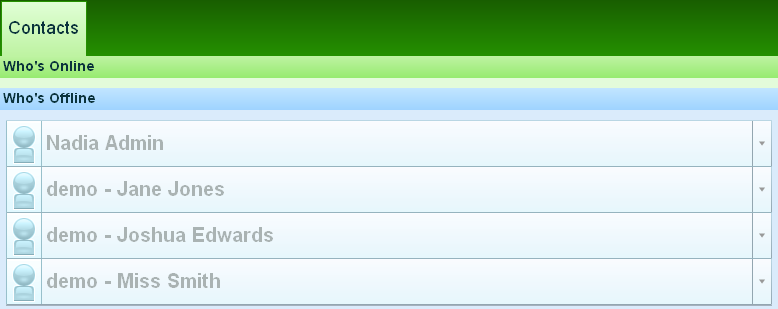 Contacts
Who's Online
Who's Offline
Nadia Admin
demo - Jane Jones
demo - Joshua Edwards
demo - Miss Smith